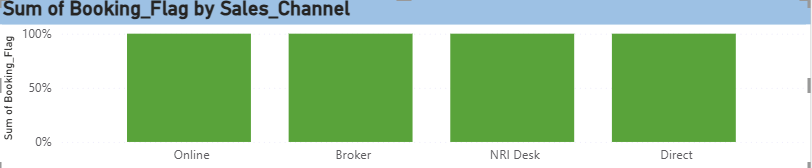 Sum of Booking_Flag by Sales_Channel
Sum of Booking_Flag
100%
50%
0%
Online Broker NRI Desk Direct